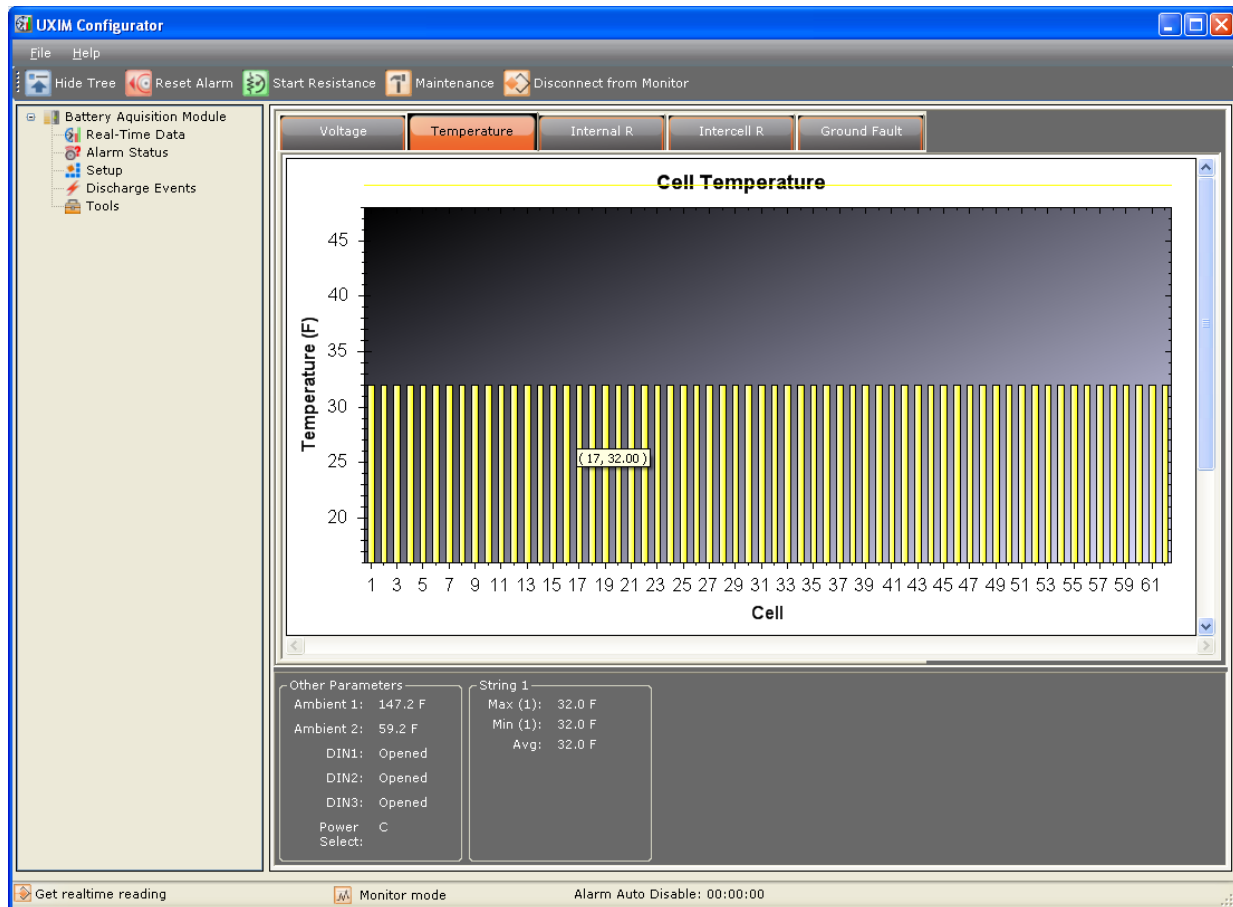 UXIM Configurator
File Help
Hide Tree Reset Alarm Start Resistance Maintenance Disconnect from Monitor
Battery Aquisition Module
Real-Time Data
Alarm Status
Setup
Discharge Events
Tools
Voltage Temperature Internal R Intercell R Ground Fault
Cell Temperature
Temperature (F)
45
40
35
30
25
20
( 17, 32.00 )
1 3 5 7 9 11 13 15 17 19 21 23 25 27 29 31 33 35 37 39 41 43 45 47 49 51 53 55 57 59 61
Cell
Other Parameters
Ambient 1: 147.2 F
Ambient 2: 59.2 F
DIN1: Opened
DIN2: Opened
DIN3: Opened
Power Select: C
String 1
Max (1): 32.0 F
Min (1): 32.0 F
Avg: 32.0 F
Get realtime reading Monitor mode Alarm Auto Disable: 00:00:00